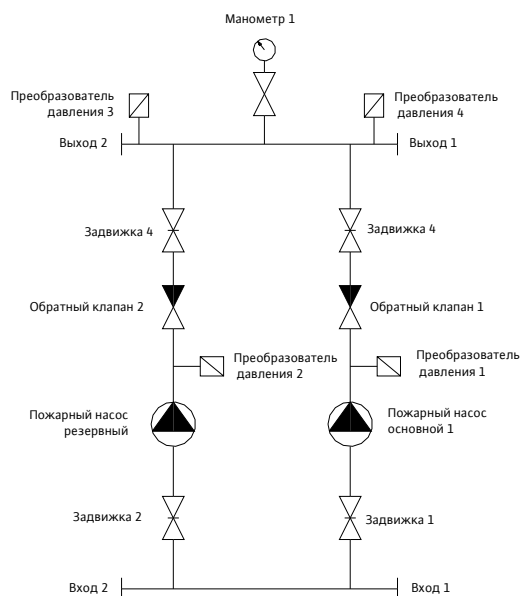 Манометр 1
Преобразователь
давления 3
Преобразователь
давления 4
Выход 2
Выход 1
Задвижка 4
Задвижка 4
Обратный клапан 2
Обратный клапан 1
Преобразователь
давления 2
Преобразователь
давления 1
Пожарный насос
резервный
Пожарный насос
основной 1
Задвижка 2
Задвижка 1
Вход 2
Вход 1